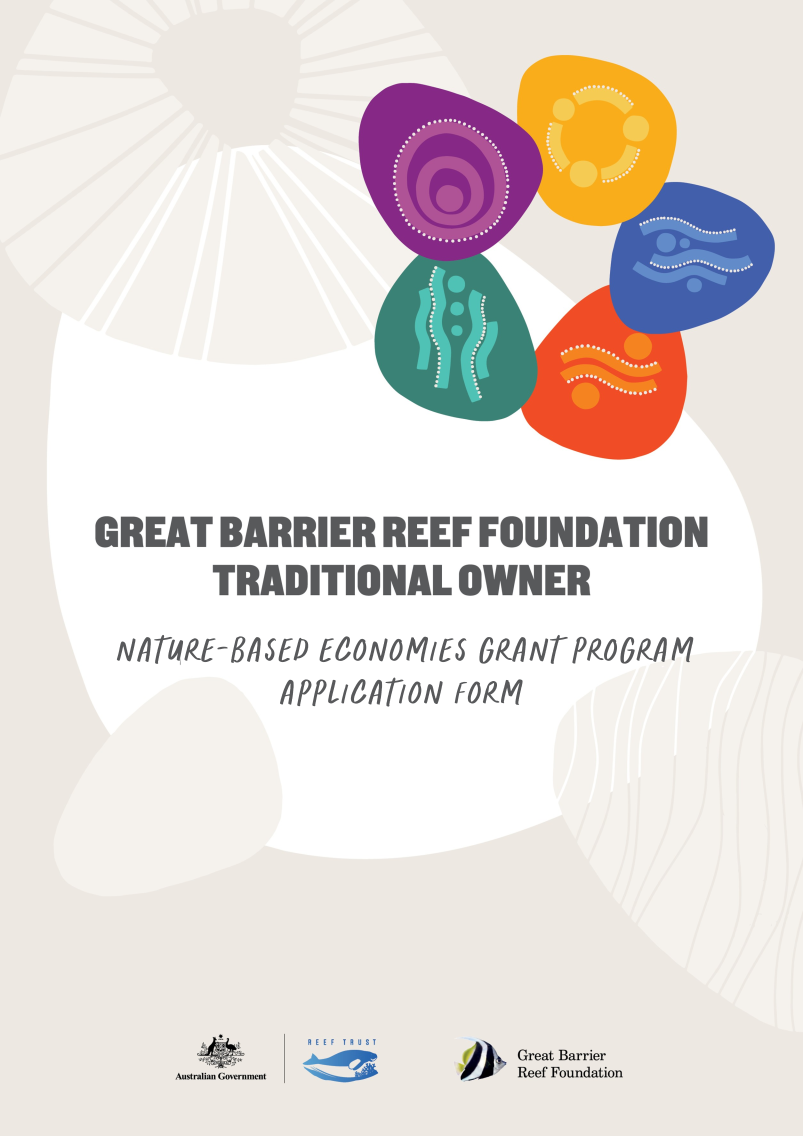 GREAT BARRIER REEF FOUNDATION
TRADITIONAL OWNER
NATURE-BASED ECONOMIES GRANT PROGRAM
APPLICATION FORM
REEF TRUST
Australian Government
Great Barrier
Reef Foundation